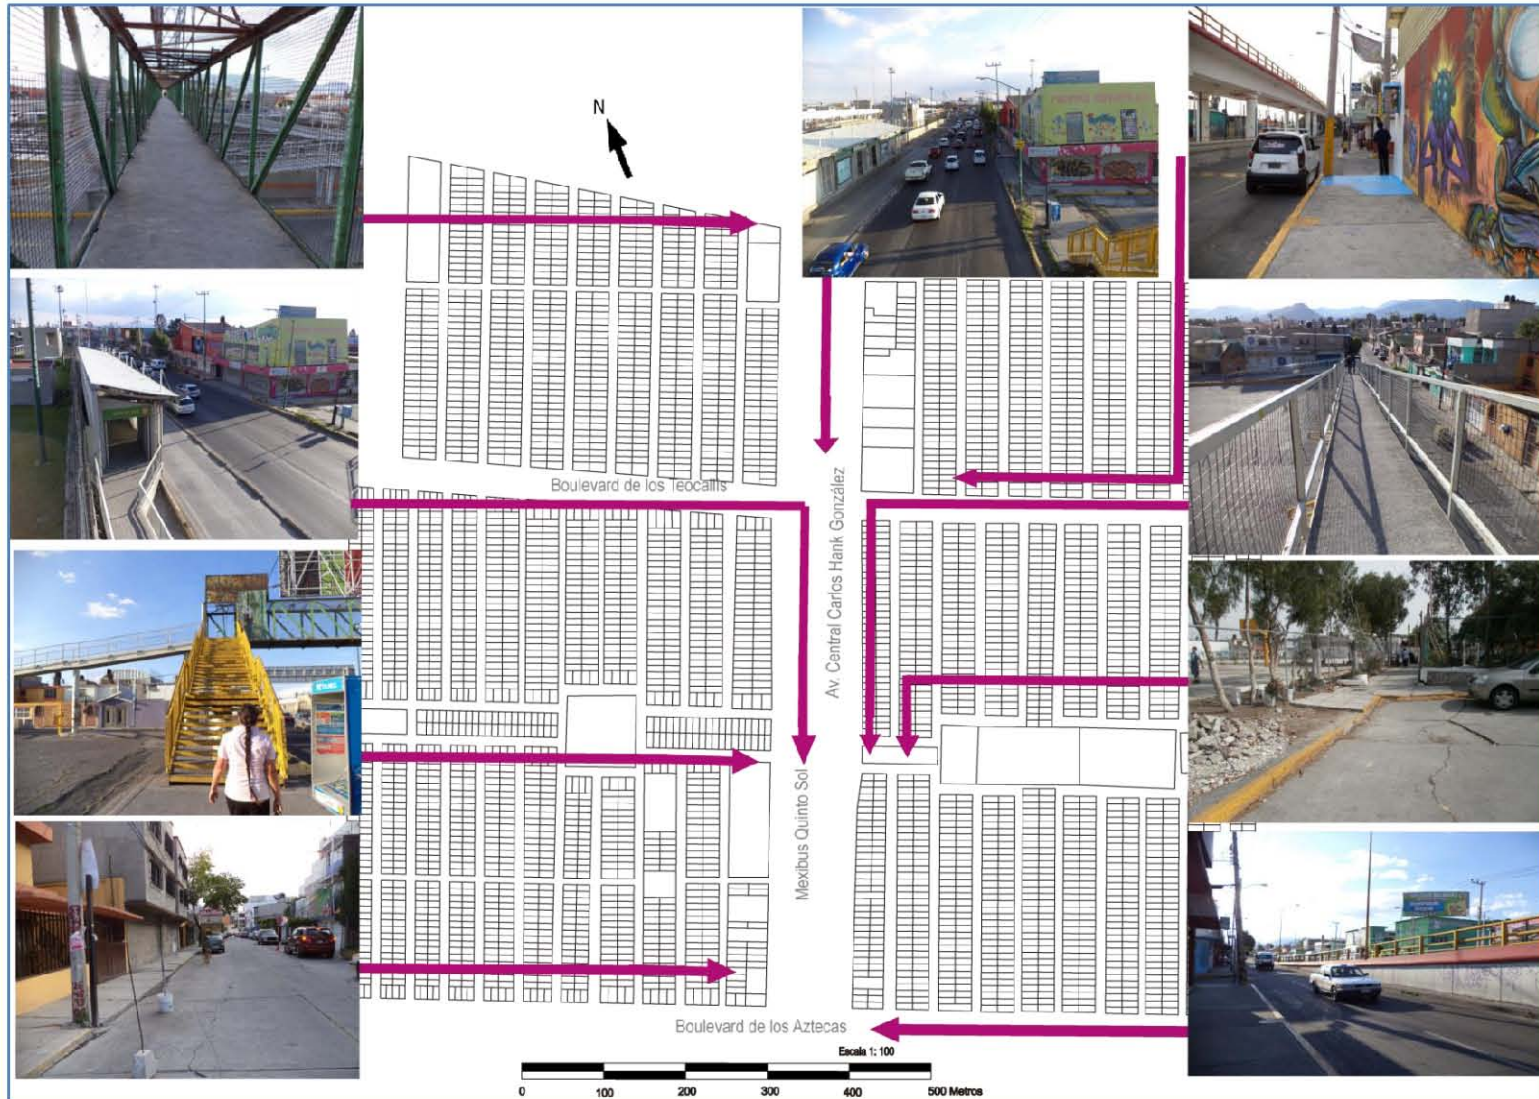 N
Boulevard de los Teocallis
Av. Central Carlos Hank González
Mexibus Quinto Sol
Boulevard de los Aztecas
Escala 1: 100
0 100 200 300 400 500 Metros